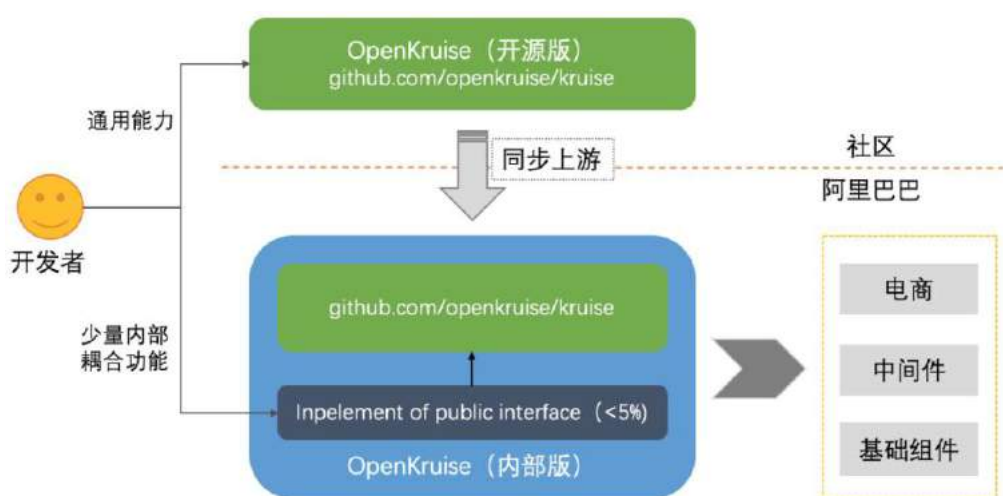 OpenKruise（开源版）
github.com/openkruise/kruise
通用能力
同步上游
社区
阿里巴巴
开发者
github.com/openkruise/kruise
电商
少量内部
耦合功能
中间件
Inpelement of public interface（<5%)
基础组件
OpenKruise（内部版）